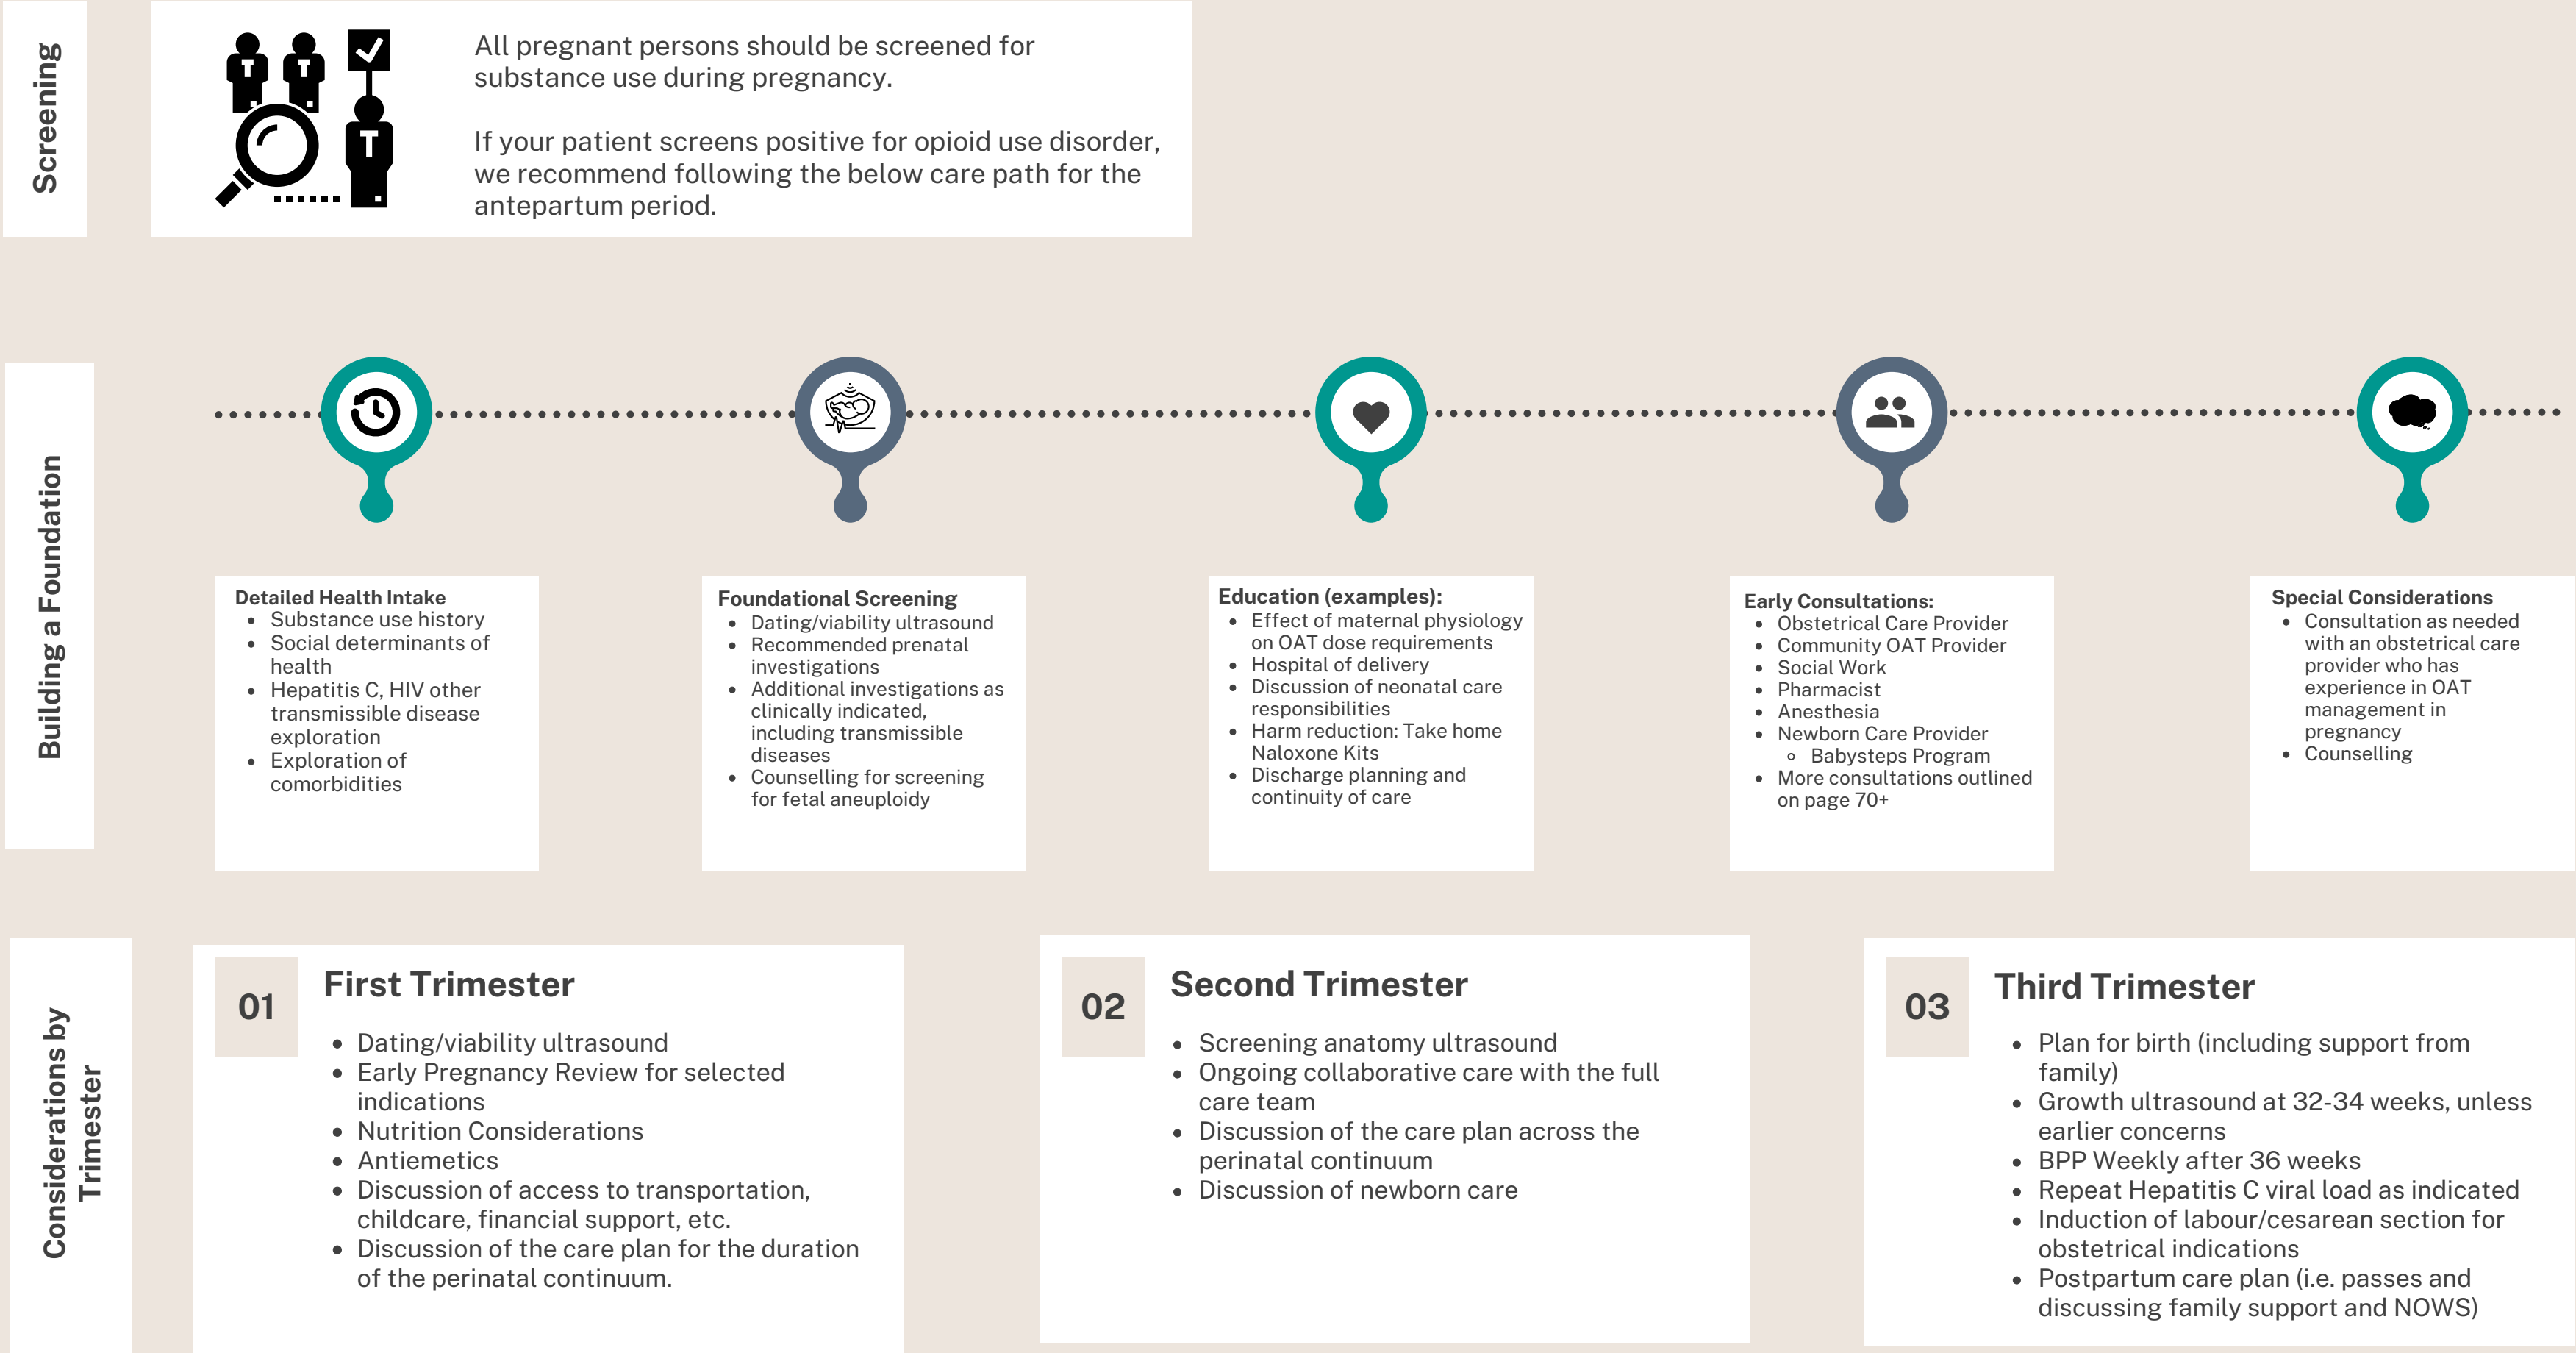 Screening
All pregnant persons should be screened for
substance use during pregnancy.
If your patient screens positive for opioid use disorder,
we recommend following the below care path for the
antepartum period.
Building a Foundation
Detailed Health Intake
• Substance use history
• Social determinants of
health
• Hepatitis C, HIV other
transmissible disease
exploration
• Exploration of
comorbidities
Foundational Screening
• Dating/viability ultrasound
• Recommended prenatal
investigations
• Additional investigations as
clinically indicated,
including transmissible
diseases
• Counselling for screening
for fetal aneuploidy
Education (examples):
• Effect of maternal physiology
on OAT dose requirements
• Hospital of delivery
• Discussion of neonatal care
responsibilities
• Harm reduction: Take home
Naloxone Kits
• Discharge planning and
continuity of care
Early Consultations:
• Obstetrical Care Provider
• Community OAT Provider
• Social Work
• Pharmacist
• Anesthesia
• Newborn Care Provider
◦ Babysteps Program
• More consultations outlined
on page 70+
Special Considerations
• Consultation as needed
with an obstetrical care
provider who has
experience in OAT
management in
pregnancy
• Counselling
Considerations by
Trimester
01
First Trimester
• Dating/viability ultrasound
• Early Pregnancy Review for selected
indications
• Nutrition Considerations
• Antiemetics
• Discussion of access to transportation,
childcare, financial support, etc.
• Discussion of the care plan for the duration
of the perinatal continuum.
02
Second Trimester
• Screening anatomy ultrasound
• Ongoing collaborative care with the full
care team
• Discussion of the care plan across the
perinatal continuum
• Discussion of newborn care
03
Third Trimester
• Plan for birth (including support from
family)
• Growth ultrasound at 32-34 weeks, unless
earlier concerns
• BPP Weekly after 36 weeks
• Repeat Hepatitis C viral load as indicated
• Induction of labour/cesarean section for
obstetrical indications
• Postpartum care plan (i.e. passes and
discussing family support and NOWS)